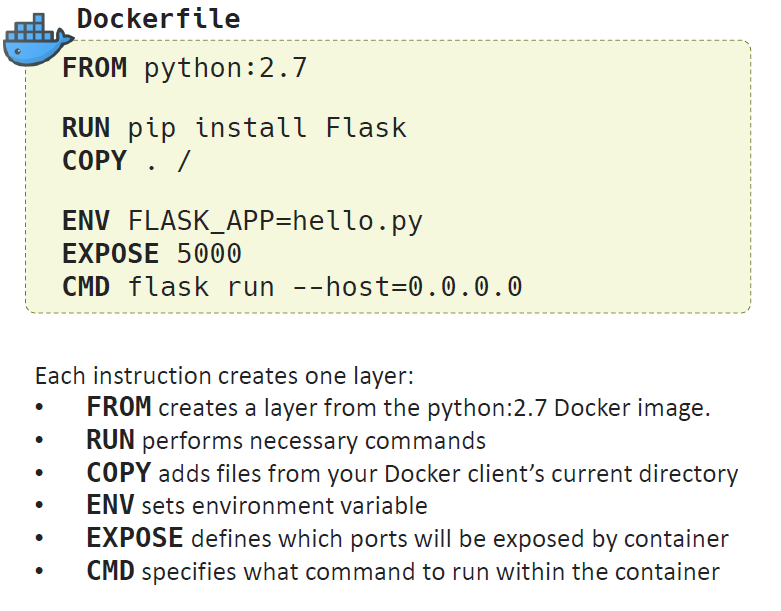 Dockerfile
FROM python:2.7
RUN pip install Flask
COPY . /
ENV FLASK_APP=hello.py
EXPOSE 5000
CMD flask run --host=0.0.0.0
Each instruction creates one layer:
• FROM creates a layer from the python:2.7 Docker image.
• RUN performs necessary commands
• COPY adds files from your Docker client’s current directory
• ENV sets environment variable
• EXPOSE defines which ports will be exposed by container
• CMD specifies what command to run within the container